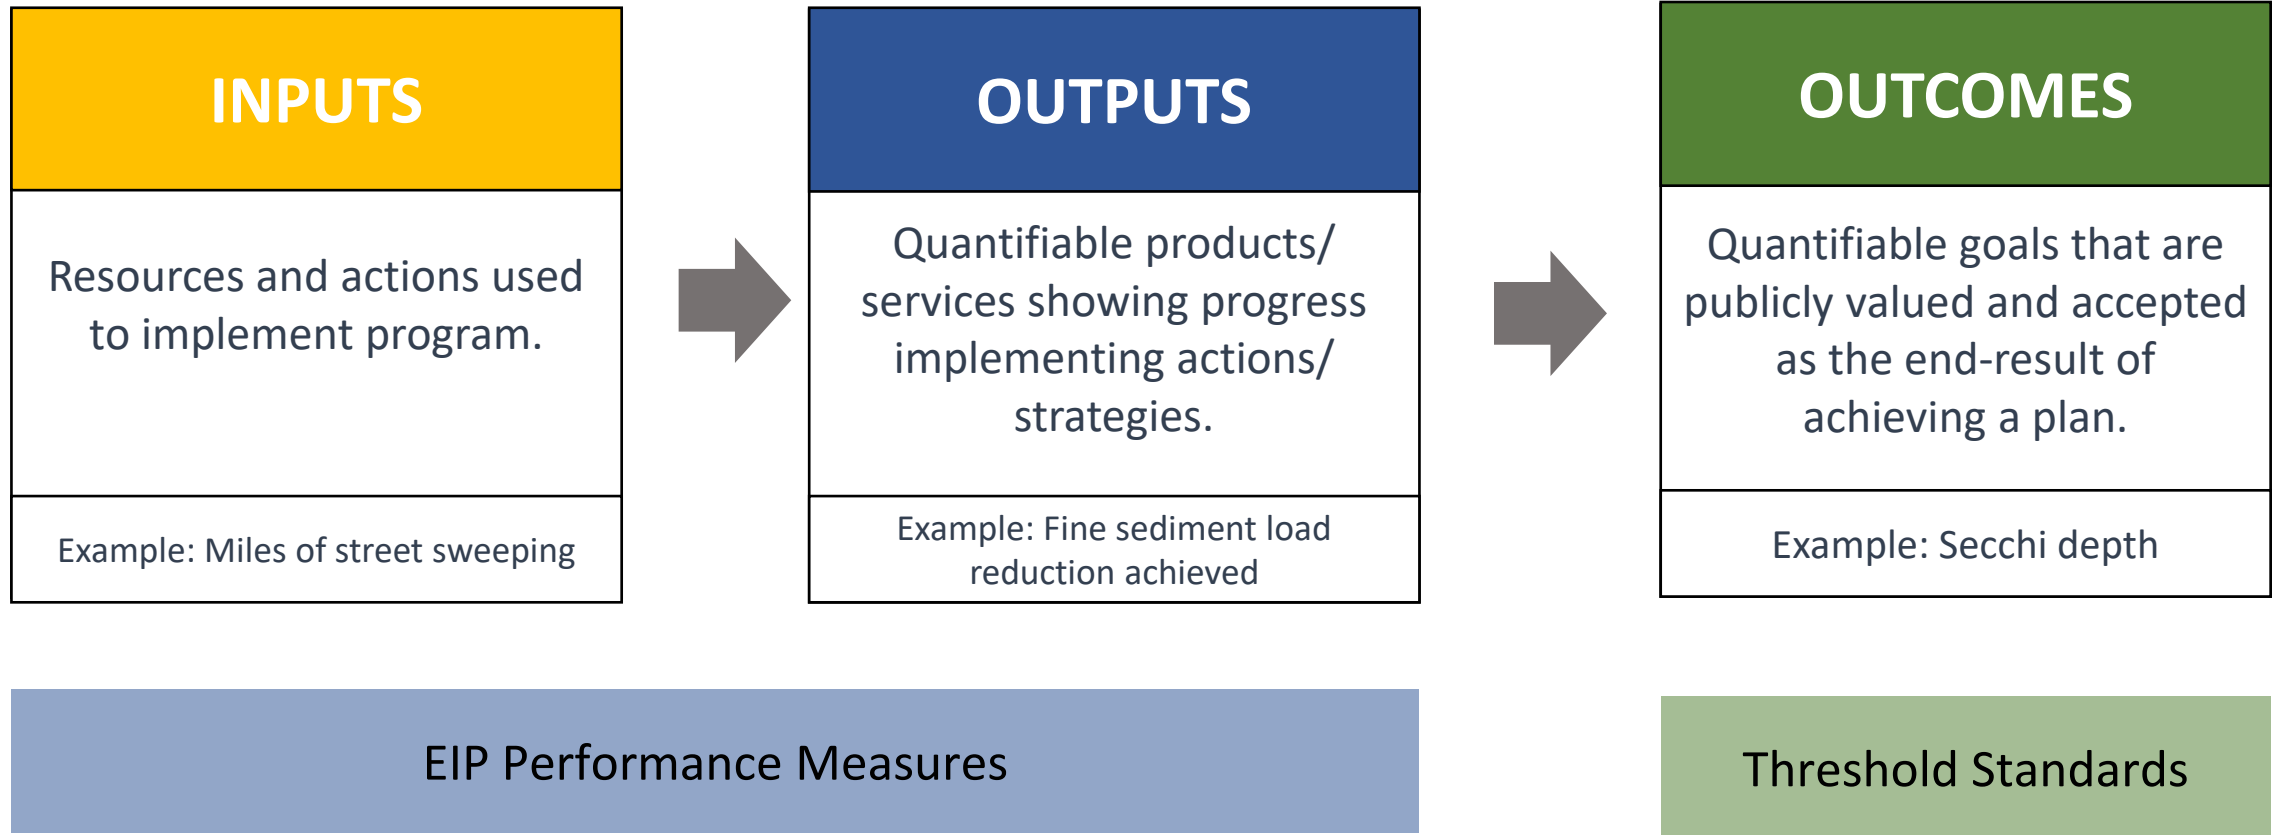 INPUTS
Resources and actions used
to implement program.
Example: Miles of street sweeping
OUTPUTS
Quantifiable products/
services showing progress
implementing actions/
strategies.
Example: Fine sediment load
reduction achieved
OUTCOMES
Quantifiable goals that are
publicly valued and accepted
as the end-result of
achieving a plan.
Example: Secchi depth
EIP Performance Measures
Threshold Standards